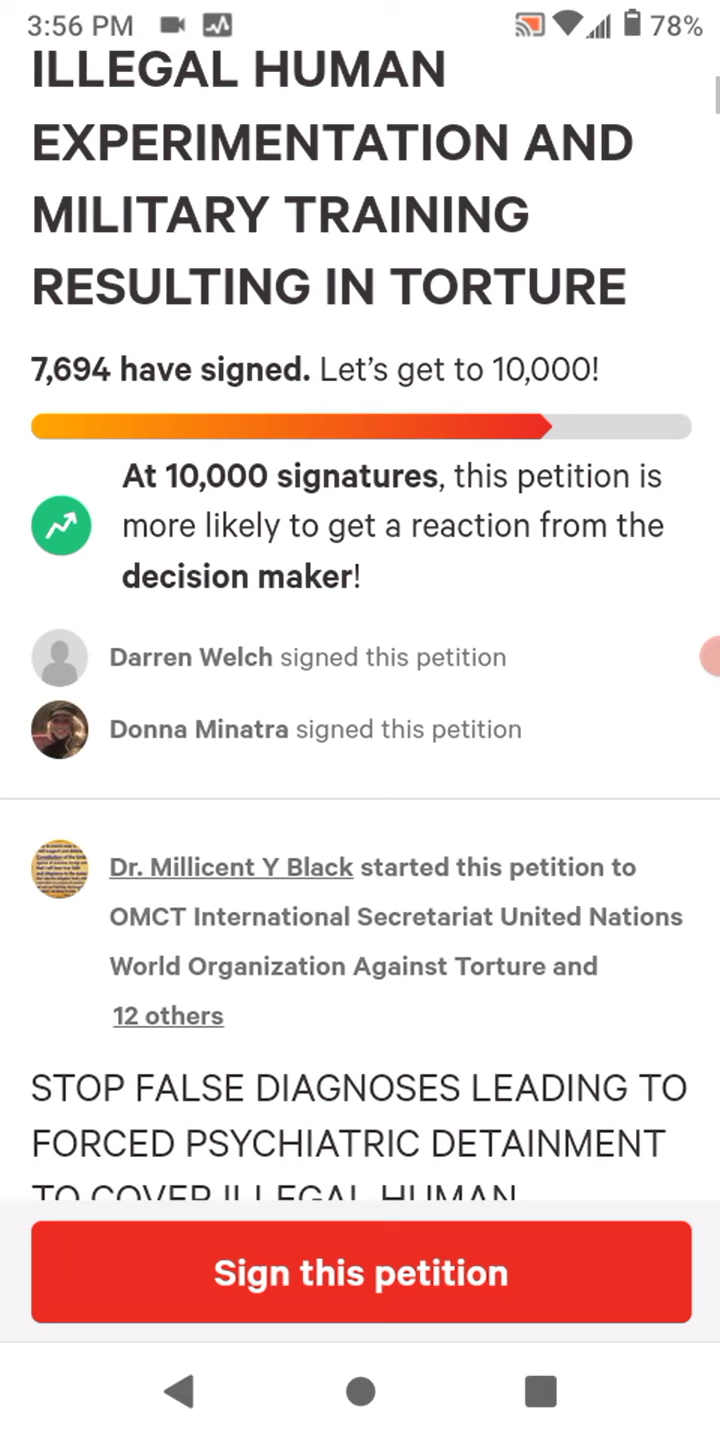 3:56 PM 78%
ILLEGAL HUMAN
EXPERIMENTATION AND
MILITARY TRAINING
RESULTING IN TORTURE
7,694 have signed. Let's get to 10,000!
At 10,000 signatures, this petition is
more likely to get a reaction from the
decision maker!
Darren Welch signed this petition
Donna Minatra signed this petition
Dr. Millicent Y Black started this petition to
OMCT International Secretariat United Nations
World Organization Against Torture and
12 others
STOP FALSE DIAGNOSES LEADING TO
FORCED PSYCHIATRIC DETAINMENT
TO COVER ILLEGAL HUMAN
Sign this petition